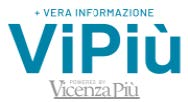 + VERA INFORMAZIONE
ViPiù
POWERED BY
VicenzaPiù